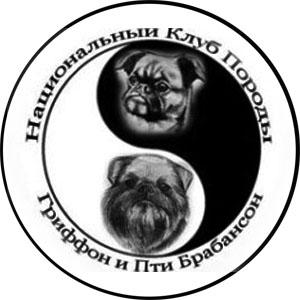 Национальный Клуб Породы
Гриффон и Пти Брабансон